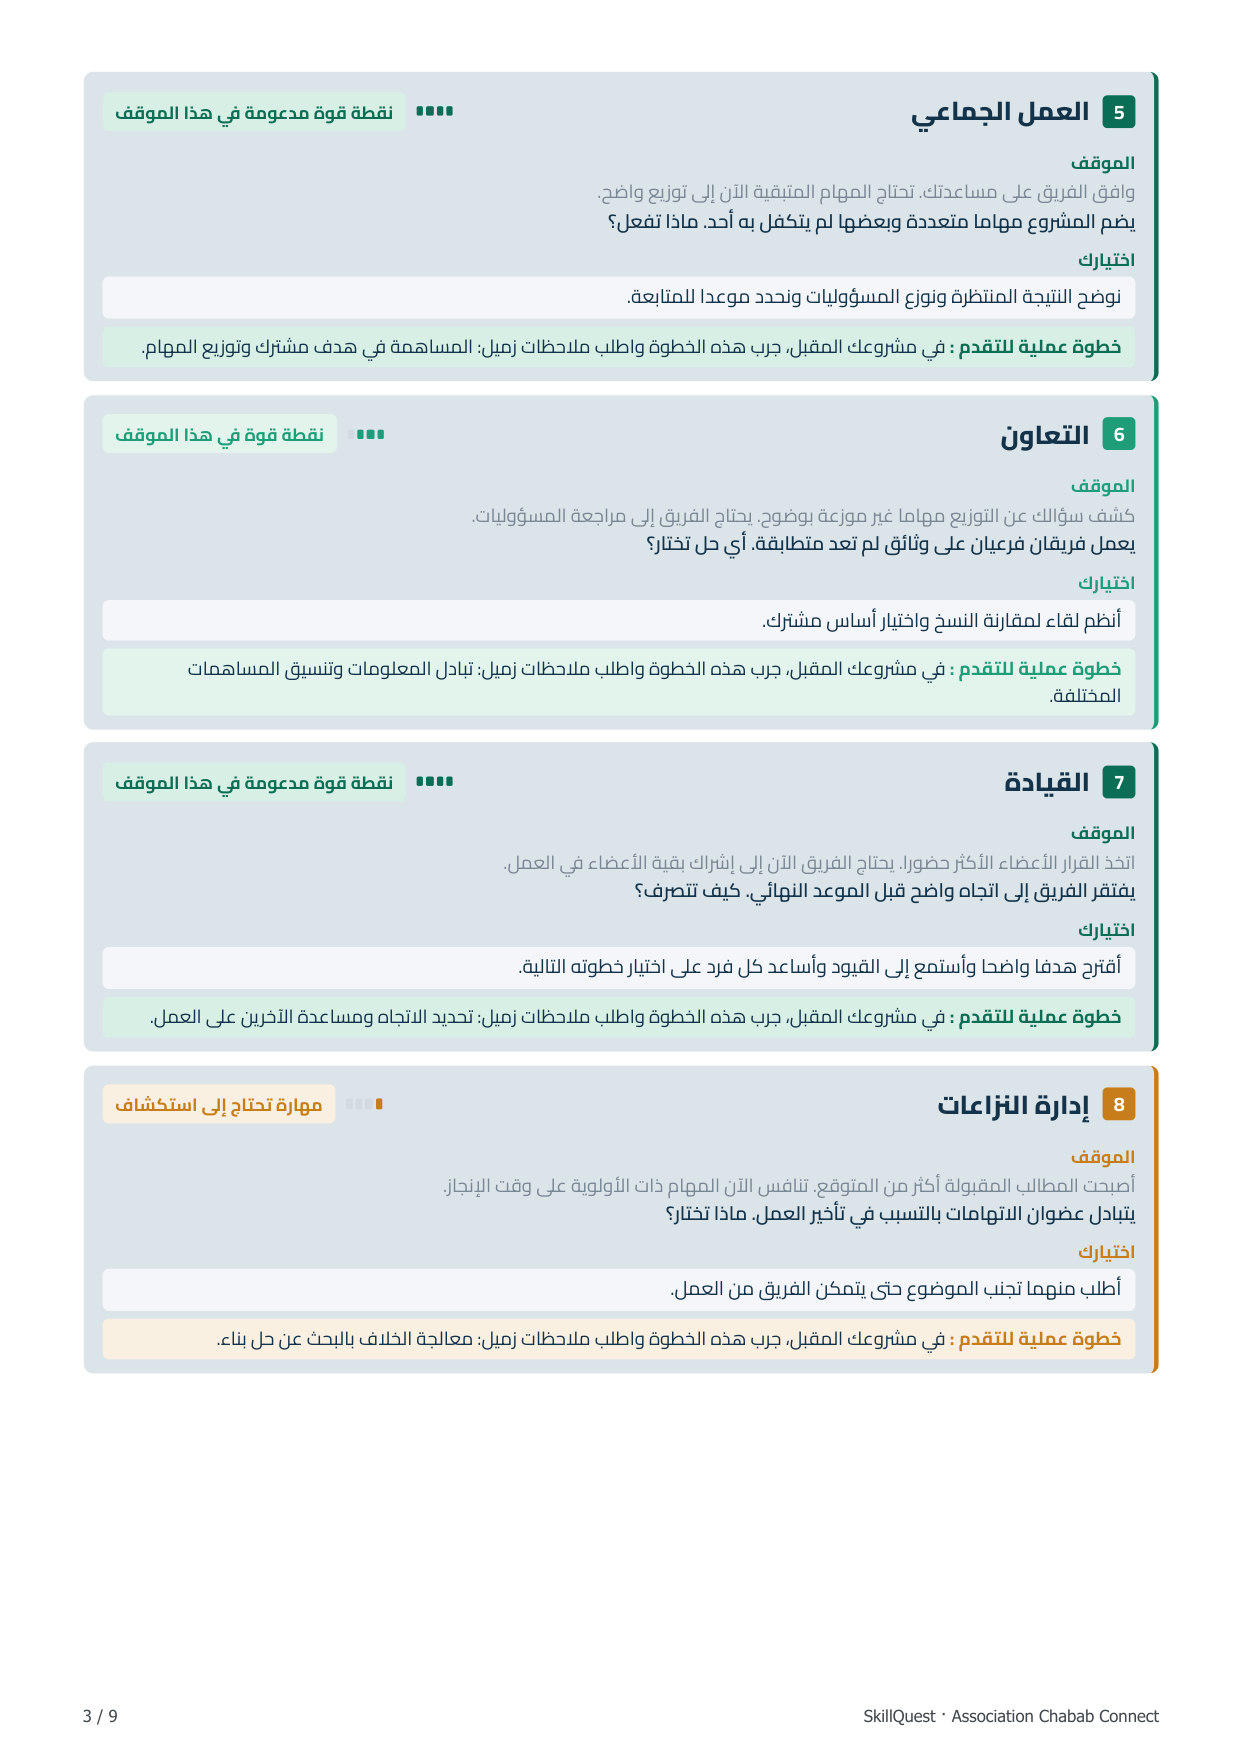 5 العمل الجماعي نقطة قوة مدعومة في هذا الموقف
الموقف
وافق الفريق على مساعدتك. تحتاج المهام المتبقية الآن إلى توزيع واضح.
يضم المشروع مهاما متعددة وبعضها لم يتكفل به أحد. ماذا تفعل؟
اختيارك
نوضح النتيجة المنتظرة ونوزع المسؤوليات ونحدد موعدا للمتابعة.
خطوة عملية للتقدم : في مشروعك المقبل، جرب هذه الخطوة واطلب ملاحظات زميل: المساهمة في هدف مشترك وتوزيع المهام.
6 التعاون نقطة قوة في هذا الموقف
الموقف
كشف سؤالك عن التوزيع مهاما غير موزعة بوضوح. يحتاج الفريق إلى مراجعة المسؤوليات.
يعمل فريقان فرعيان على وثائق لم تعد متطابقة. أي حل تختار؟
اختيارك
أنظم لقاء لمقارنة النسخ واختيار أساس مشترك.
خطوة عملية للتقدم : في مشروعك المقبل، جرب هذه الخطوة واطلب ملاحظات زميل: تبادل المعلومات وتنسيق المساهمات
المختلفة.
7 القيادة نقطة قوة مدعومة في هذا الموقف
الموقف
اتخذ القرار الأعضاء الأكثر حضورا. يحتاج الفريق الآن إلى إشراك بقية الأعضاء في العمل.
يفتقر الفريق إلى اتجاه واضح قبل الموعد النهائي. كيف تتصرف؟
اختيارك
أقترح هدفا واضحا وأستمع إلى القيود وأساعد كل فرد على اختيار خطوته التالية.
خطوة عملية للتقدم : في مشروعك المقبل، جرب هذه الخطوة واطلب ملاحظات زميل: تحديد الاتجاه ومساعدة الآخرين على العمل.
8 إدارة النزاعات مهارة تحتاج إلى استكشاف
الموقف
أصبحت المطالب المقبولة أكثر من المتوقع. تنافس الآن المهام ذات الأولوية على وقت الإنجاز.
يتبادل عضوان الاتهامات بالتسبب في تأخير العمل. ماذا تختار؟
اختيارك
أطلب منهما تجنب الموضوع حتى يتمكن الفريق من العمل.
خطوة عملية للتقدم : في مشروعك المقبل، جرب هذه الخطوة واطلب ملاحظات زميل: معالجة الخلاف بالبحث عن حل بناء.
3 / 9 SkillQuest · Association Chabab Connect